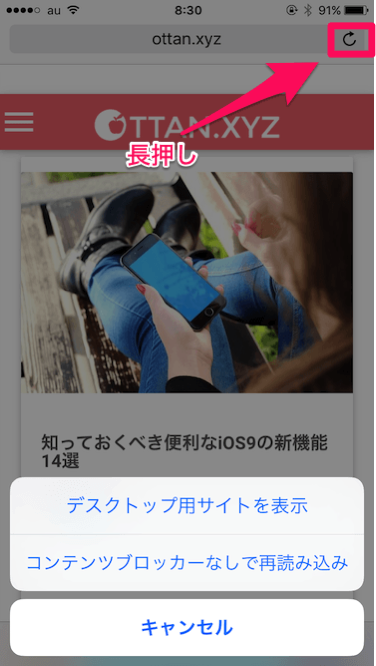 au 8:30 91%
ottan.xyz
OTTAN.XYZ
長押し
知っておくべき便利なiOS9の新機能
14選
デスクトップ用サイトを表示
コンテンツブロッカーなしで再読み込み
キャンセル